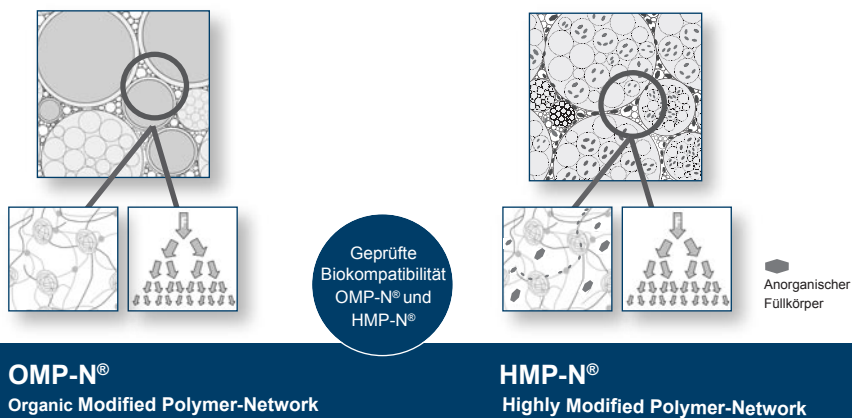 Geprüfte
Biokompatibilität
OMP-N® und
HMP-N®
Anorganischer
Füllkörper
OMP-N®
Organic Modified Polymer-Network
HMP-N®
Highly Modified Polymer-Network